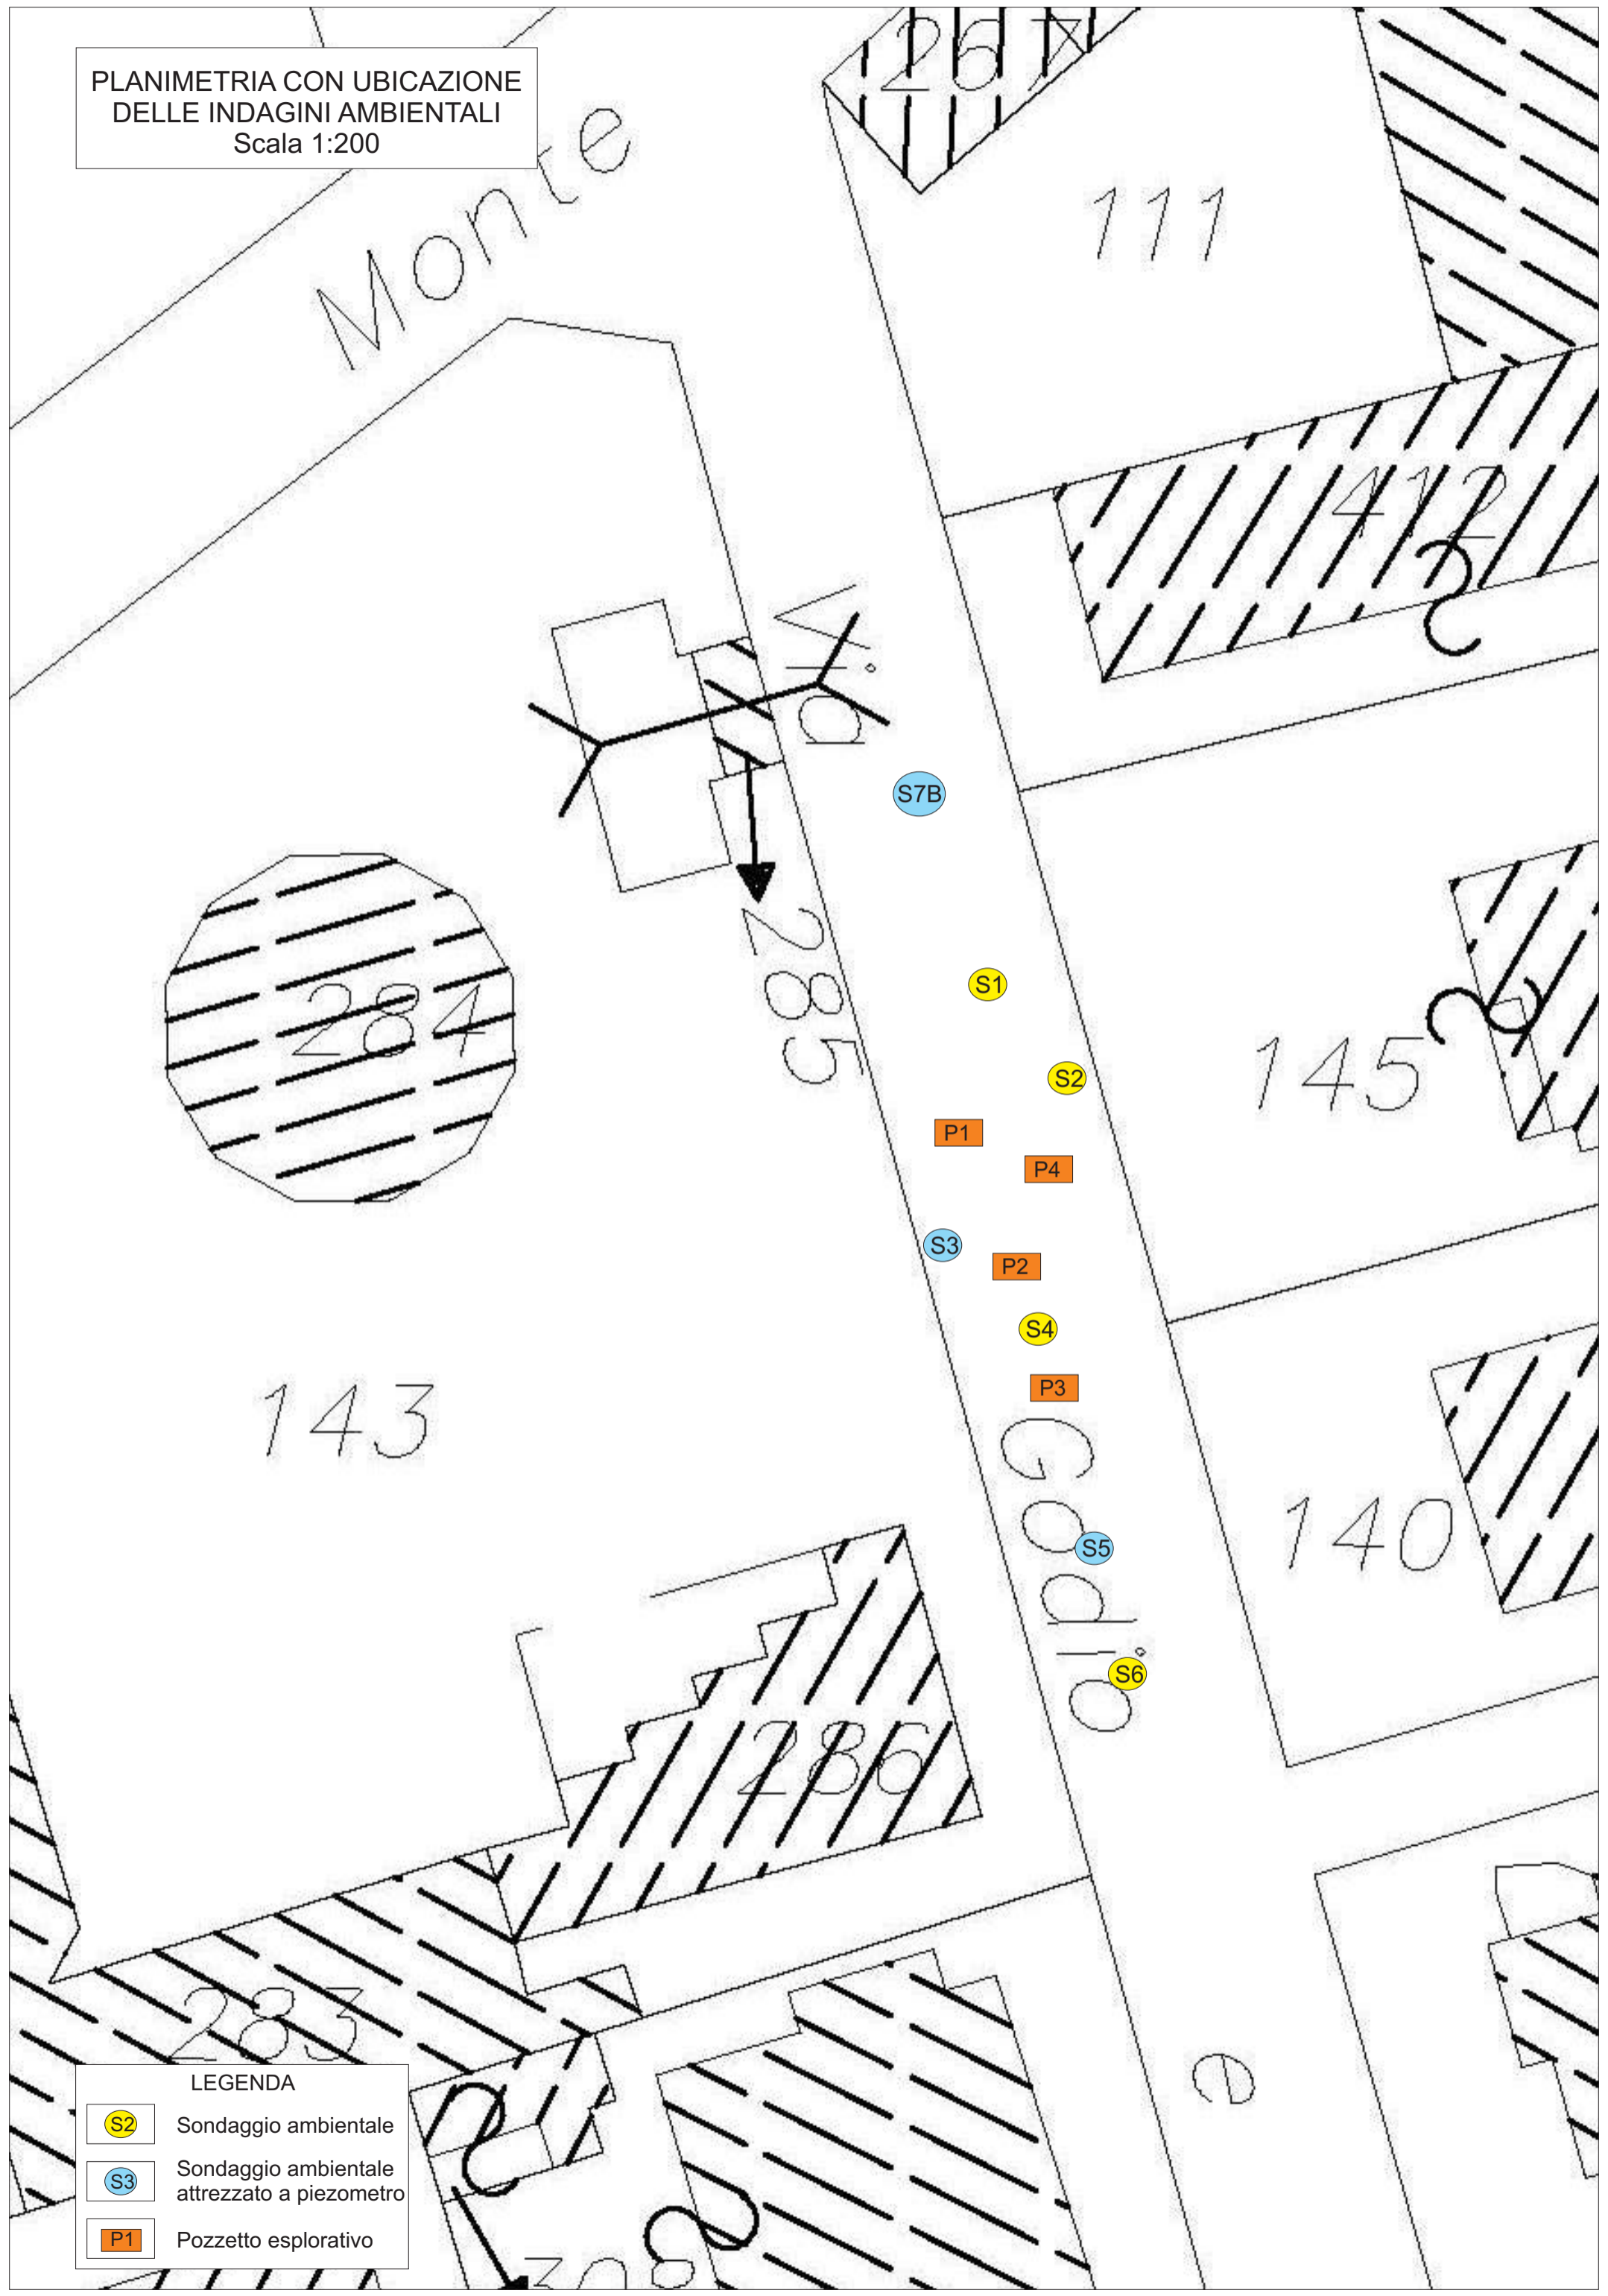 PLANIMETRIA CON UBICAZIONE
DELLE INDAGINI AMBIENTALI
Scala 1:200
Monte
267
111
412
Via
S7B
285
284
S1
S2
145
P1
P4
S3
P2
S4
P3
143
Godio
S5
140
S6
286
283
e
LEGENDA
S2 Sondaggio ambientale
S3 Sondaggio ambientale
attrezzato a piezometro
P1 Pozzetto esplorativo